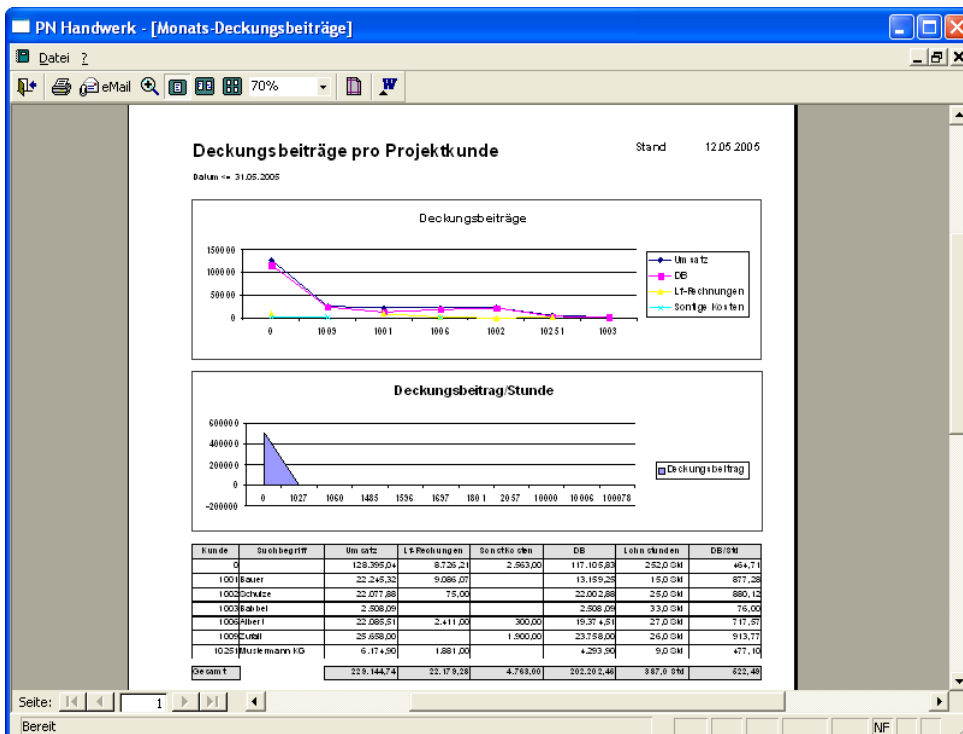 PN Handwerk - [Monats-Deckungsbeiträge]
Datei ?
eMail 70% W
Deckungsbeiträge pro Projektkunde Stand 12.05.2005
Datum <= 31.05.2005
Deckungsbeiträge
150000
100000
50000
0
0 1009 1001 1006 1002 10251 1003
Umsatz
DB
Lf-Rechnungen
Sontige Kosten
Deckungsbeitrag/Stunde
600000
400000
200000
0
-200000
0 1027 1060 1485 1596 1697 1801 2057 10000 10006 100078
Deckungsbeitrag
Kunde Suchbegriff Umsatz Lf-Rechungen SonstKosten DB Lohnstunden DB/Std
0 128.395,04 8.726,21 2.563,00 117.105,83 252,0 Std 464,71
1001 Bauer 22.245,32 9.086,07 13.159,25 15,0 Std 877,28
1002 Schulze 22.077,88 75,00 22.002,88 25,0 Std 880,12
1003 Babbel 2.508,09 2.508,09 33,0 Std 76,00
1006 Albert 22.085,51 2.411,00 300,00 19.374,51 27,0 Std 717,57
1009 Zufall 25.658,00 1.900,00 23.758,00 26,0 Std 913,77
10251 Mustermann KG 6.174,90 1.881,00 4.293,90 9,0 Std 477,10
Gesamt 229.144,74 22.179,28 4.763,00 202.202,46 387,0 Std 522,49
Seite: 1
Bereit NF